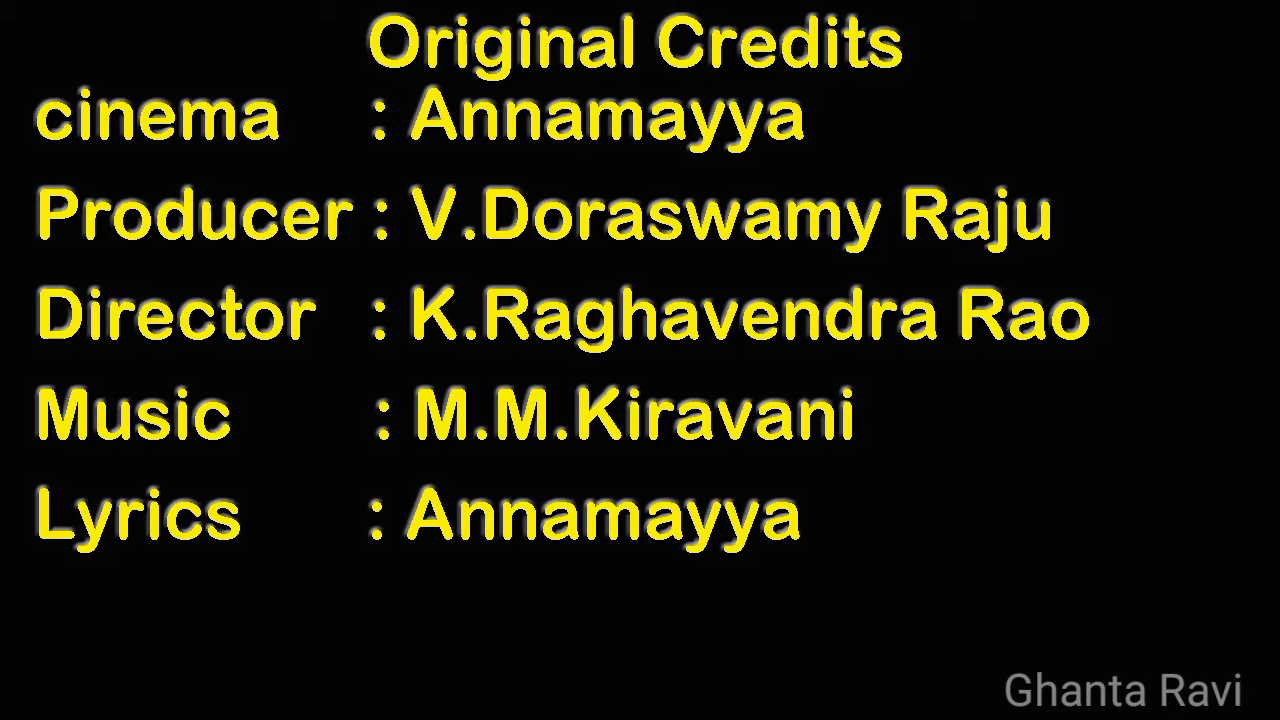 Original Credits
cinema : Annamayya
Producer : V.Doraswamy Raju
Director : K.Raghavendra Rao
Music : M.M.Kiravani
Lyrics : Annamayya
Ghanta Ravi